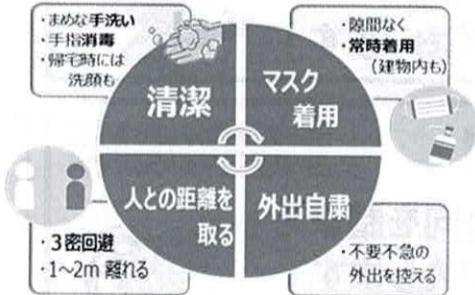 ・まめな手洗い
・手指消毒
・帰宅時には
洗顔も
清潔
・隙間なく
・常時着用
（建物内も）
マスク
着用
人との距離を
取る
・３密回避
・1～2m 離れる
外出自粛
・不要不急の
外出を控える